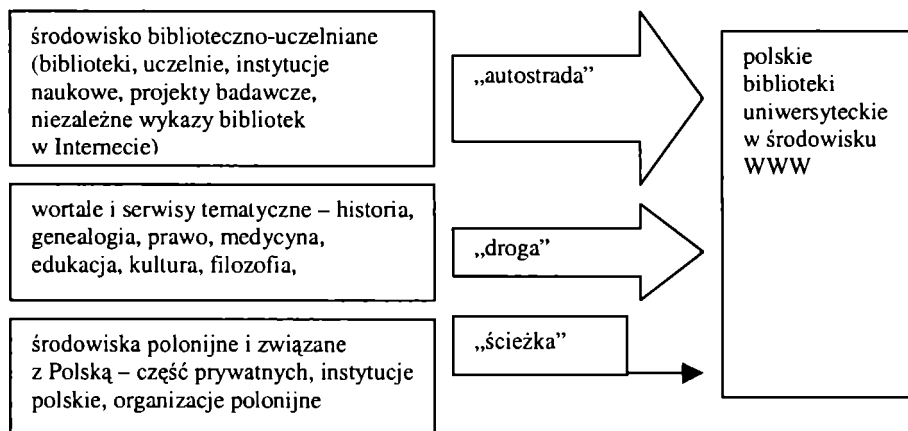 środowisko biblioteczno-uczelniane
(biblioteki, uczelnie, instytucje
naukowe, projekty badawcze,
niezależne wykazy bibliotek
w Internecie)
„autostrada”
polskie
biblioteki
uniwersyteckie
w środowisku
WWW
wortale i serwisy tematyczne – historia,
genealogia, prawo, medycyna,
edukacja, kultura, filozofia,
„droga”
środowiska polonijne i związane
z Polską – część prywatnych, instytucje
polskie, organizacje polonijne
„ścieżka”